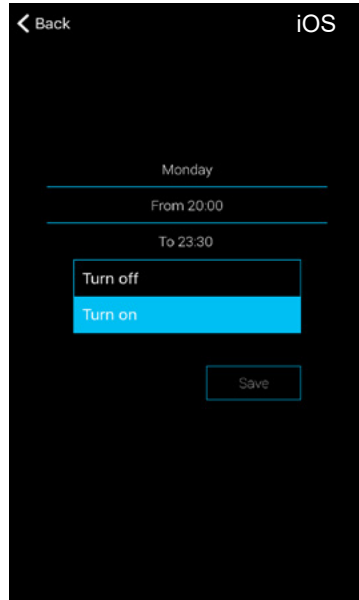 Back
iOS
Monday
From 20:00
To 23:30
Turn off
Turn on
Save